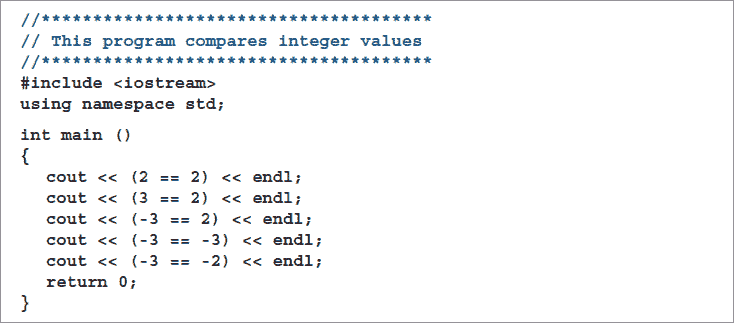 //**************************************
// This program compares integer values
//**************************************
#include <iostream>
using namespace std;
int main ()
{
cout << (2 == 2) << endl;
cout << (3 == 2) << endl;
cout << (-3 == 2) << endl;
cout << (-3 == -3) << endl;
cout << (-3 == -2) << endl;
return 0;
}